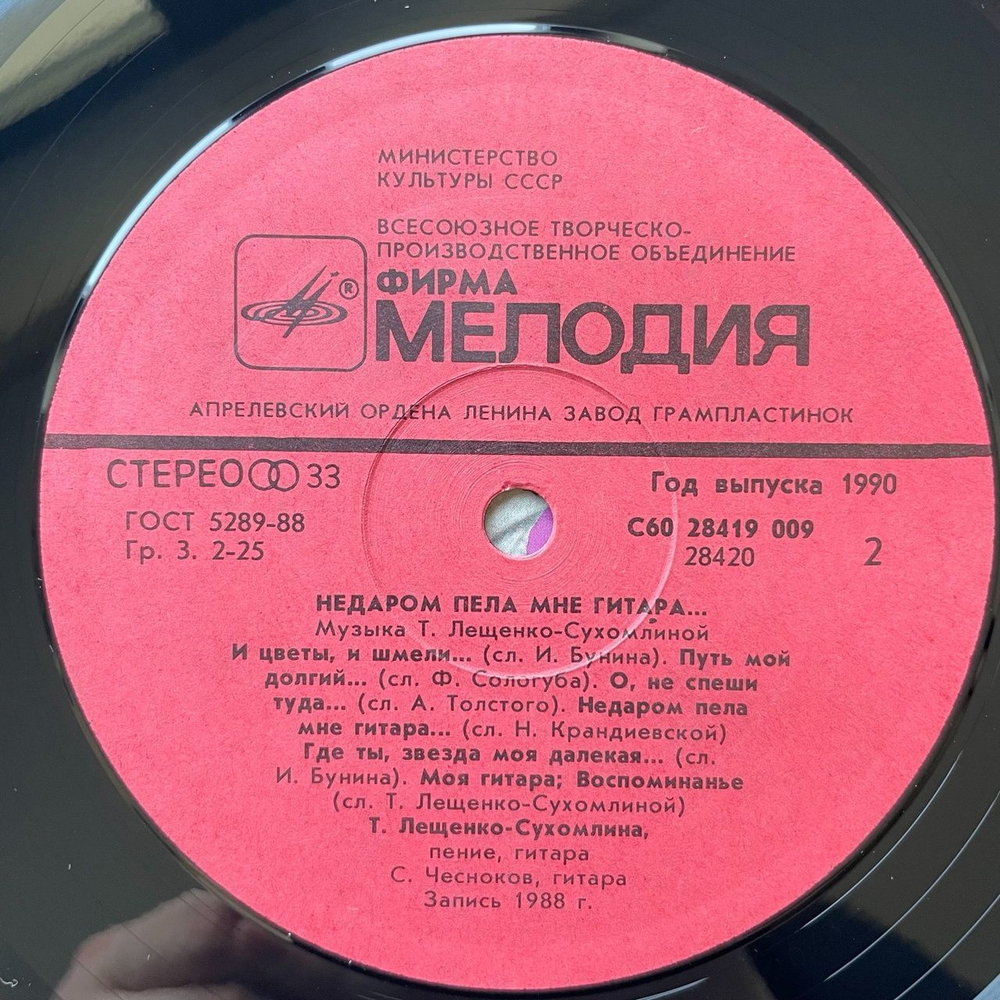 МИНИСТЕРСТВО
КУЛЬТУРЫ СССР
ВСЕСОЮЗНОЕ ТВОРЧЕСКО-
ПРОИЗВОДСТВЕННОЕ ОБЪЕДИНЕНИЕ
ФИРМА
®
МЕЛОДИЯ
АПРЕЛЕВСКИЙ ОРДЕНА ЛЕНИНА ЗАВОД ГРАМПЛАСТИНОК
СТЕРЕО 33
Год выпуска 1990
ГОСТ 5289-88
С60 28419 009
Гр. 3. 2-25
28420
2
НЕДАРОМ ПЕЛА МНЕ ГИТАРА...
Музыка Т. Лещенко-Сухомлиной
И цветы, и шмели... (сл. И. Бунина). Путь мой
долгий... (сл. Ф. Сологуба). О, не спеши
туда... (сл. А. Толстого). Недаром пела
мне гитара... (сл. Н. Крандиевской)
Где ты, звезда моя далекая... (сл.
И. Бунина). Моя гитара; Воспоминанье
(сл. Т. Лещенко-Сухомлиной)
Т. Лещенко-Сухомлина,
пение, гитара
С. Чесноков, гитара
Запись 1988 г.